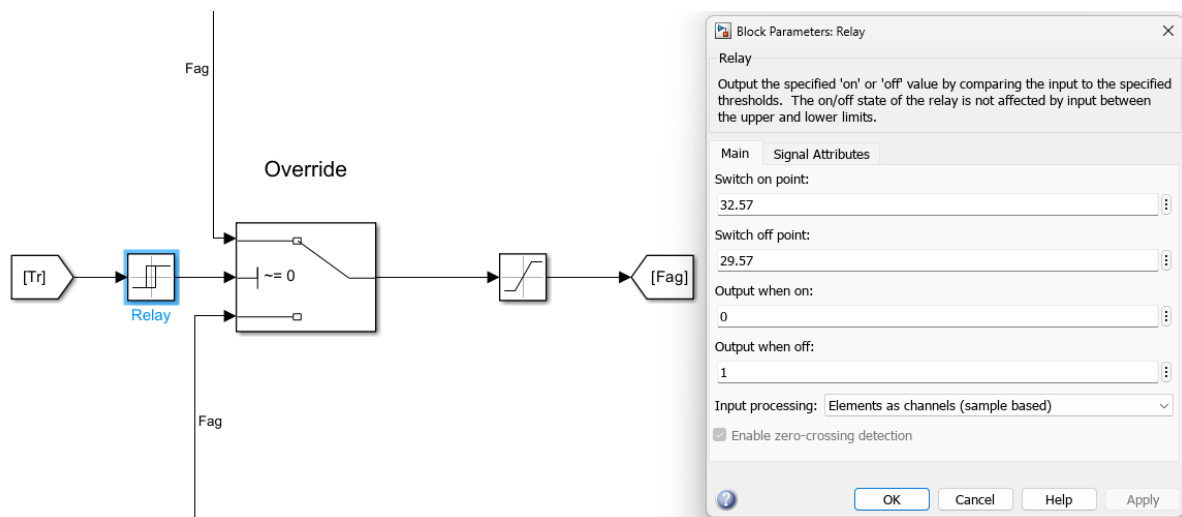 Fag
Override
[Tr]
~= 0
[Fag]
Relay
Fag
Block Parameters: Relay
Relay
Output the specified 'on' or 'off' value by comparing the input to the specified
thresholds.  The on/off state of the relay is not affected by input between
the upper and lower limits.
Main
Signal Attributes
Switch on point:
32.57
Switch off point:
29.57
Output when on:
0
Output when off:
1
Input processing: Elements as channels (sample based)
Enable zero-crossing detection
OK
Cancel
Help
Apply